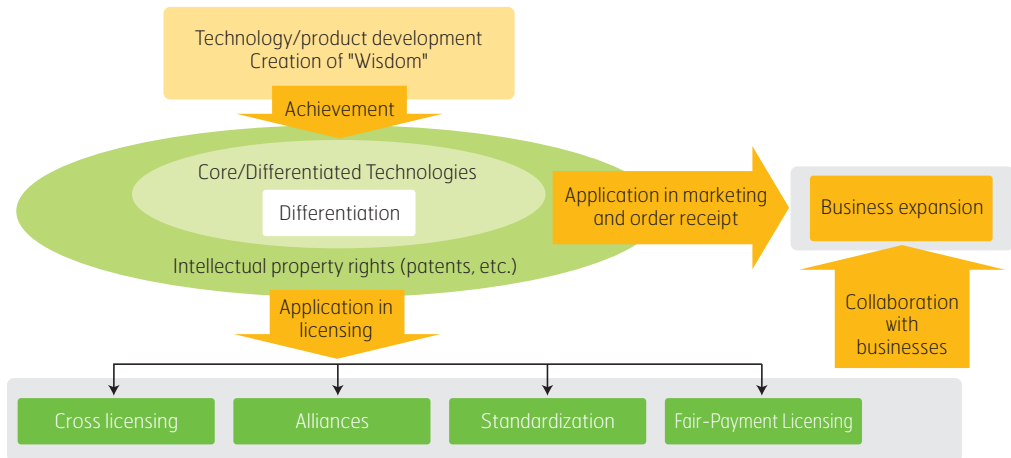 Technology/product development
Creation of "Wisdom"
Achievement
Core/Differentiated Technologies
Differentiation
Intellectual property rights (patents, etc.)
Application in marketing
and order receipt
Business expansion
Collaboration
with
businesses
Application in
licensing
Cross licensing
Alliances
Standardization
Fair-Payment Licensing